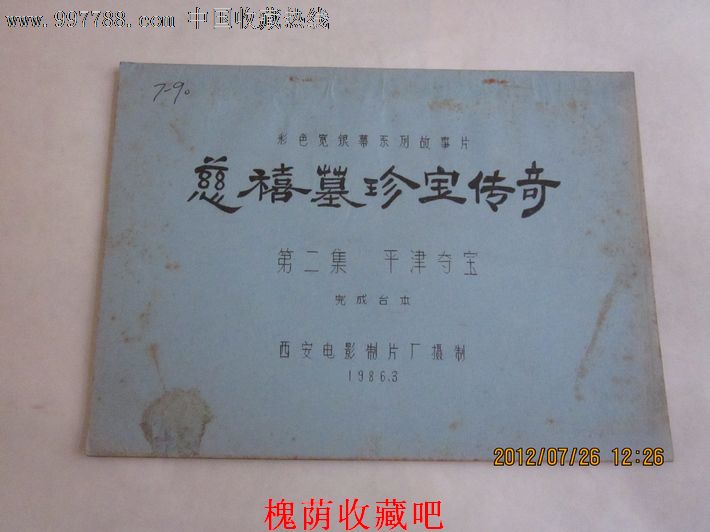 www.997788.com 中国收藏热线
7-90
彩色宽银幕系列故事片
慈禧墓珍宝传奇
第二集 平津夺宝
完成台本
西安电影制片厂摄制
1986.3
2012/07/26 12:26
槐荫收藏吧